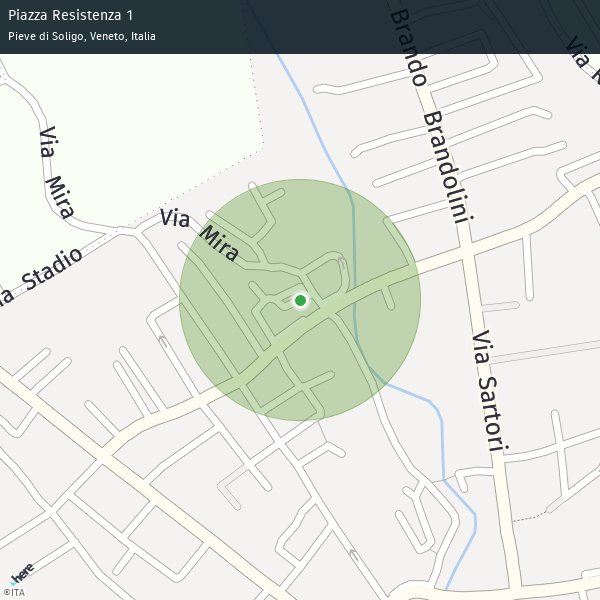 Piazza Resistenza 1
Pieve di Soligo, Veneto, Italia
Brando Brandolini
Via
Via Mira
Via Mira
Stadio
Via Sartori
here
©ITA